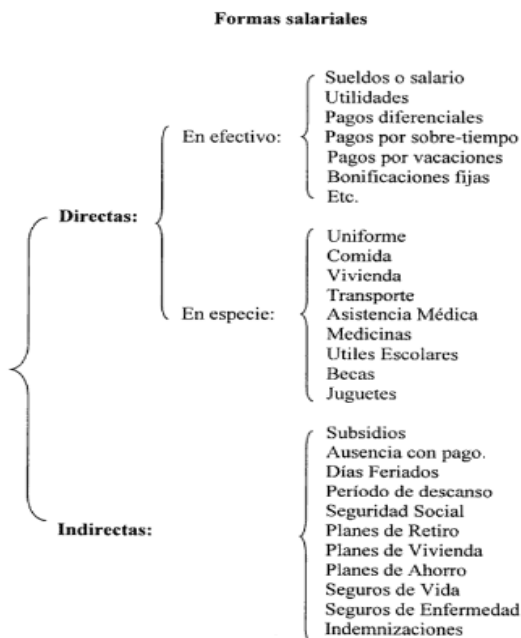 Formas salariales
Directas:
En efectivo:
Sueldos o salario
Utilidades
Pagos diferenciales
Pagos por sobre-tiempo
Pagos por vacaciones
Bonificaciones fijas
Etc.
En especie:
Uniforme
Comida
Vivienda
Transporte
Asistencia Médica
Medicinas
Utiles Escolares
Becas
Juguetes
Indirectas:
Subsidios
Ausencia con pago.
Días Feriados
Período de descanso
Seguridad Social
Planes de Retiro
Planes de Vivienda
Planes de Ahorro
Seguros de Vida
Seguros de Enfermedad
Indemnizaciones